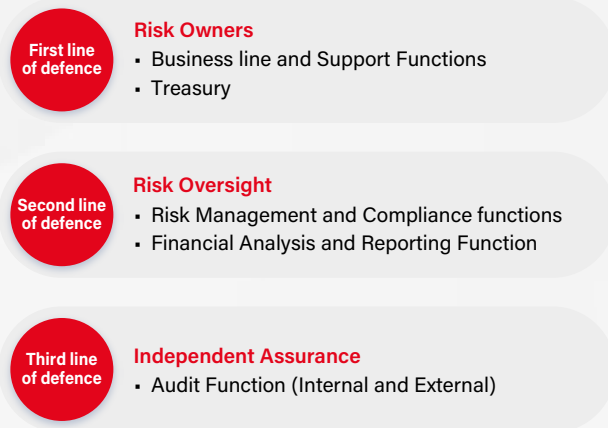 First line
of defence
Risk Owners
▪ Business line and Support Functions
▪ Treasury
Second line
of defence
Risk Oversight
▪ Risk Management and Compliance functions
▪ Financial Analysis and Reporting Function
Third line
of defence
Independent Assurance
▪ Audit Function (Internal and External)